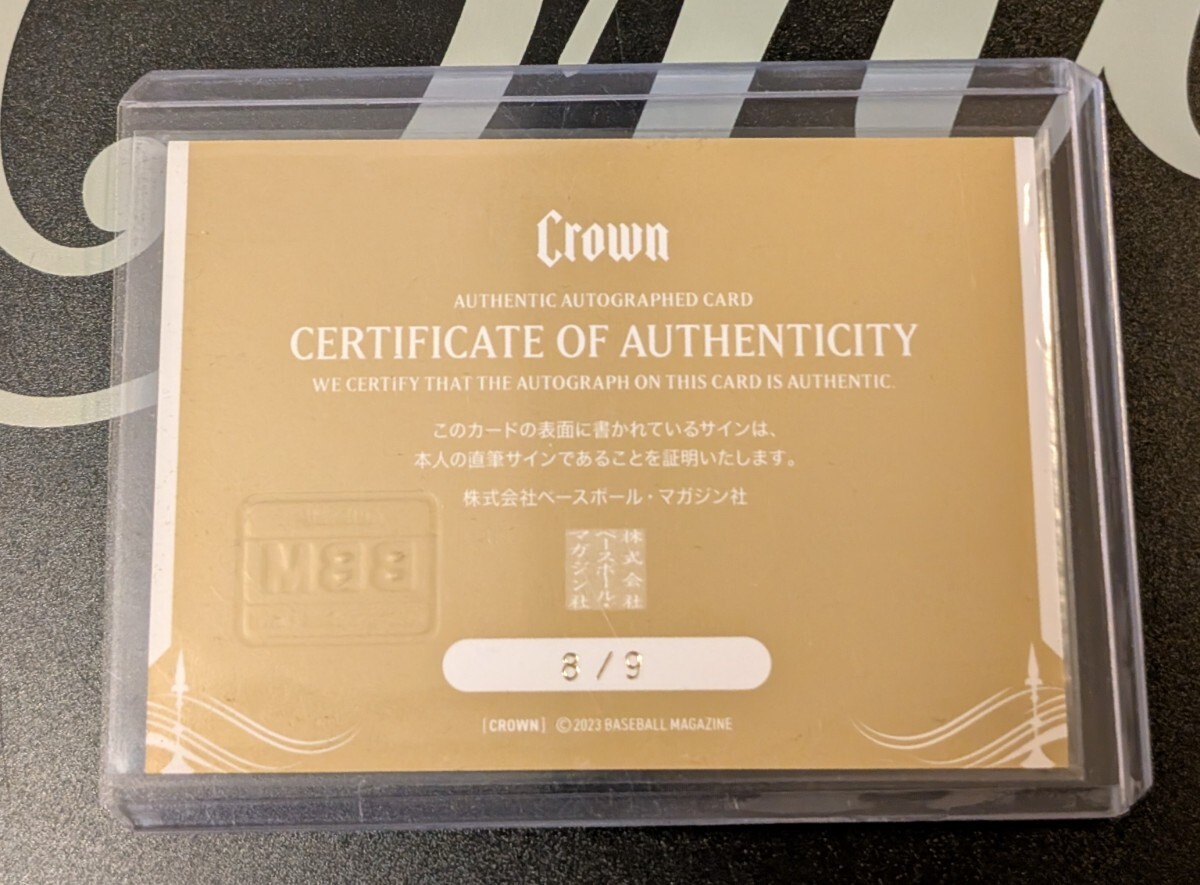 Crown
AUTHENTIC AUTOGRAPHED CARD
CERTIFICATE OF AUTHENTICITY
WE CERTIFY THAT THE AUTOGRAPH ON THIS CARD IS AUTHENTIC.
このカードの表面に書かれているサインは、
本人の直筆サインであることを証明いたします。
株式会社ベースボール・マガジン社
株式会社
ベースボール・
マガジン社
BBM
8/9
[CROWN] ©2023 BASEBALL MAGAZINE